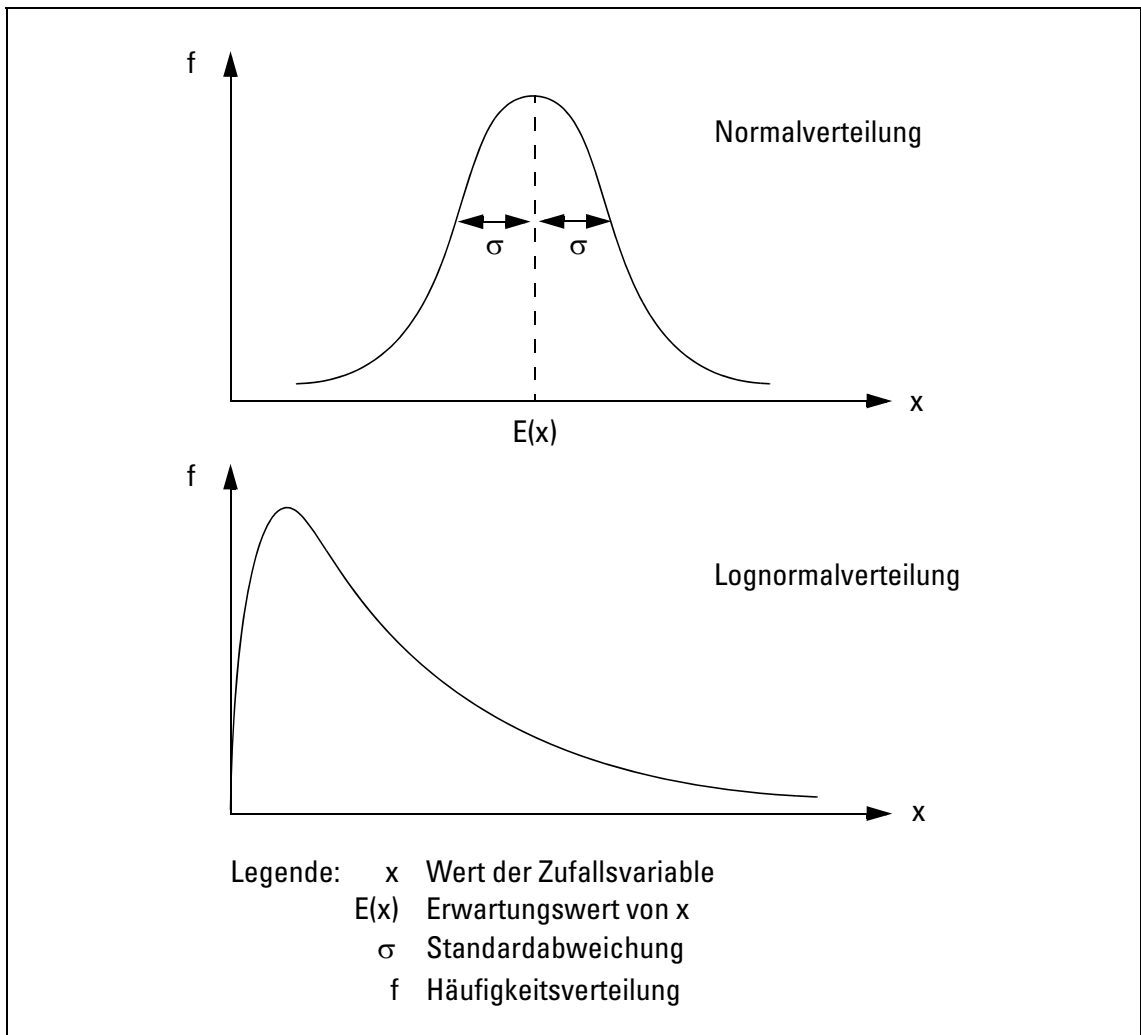 f
Normalverteilung
σ σ
x
E(x)
f
Lognormalverteilung
x
Legende: x Wert der Zufallsvariable
E(x) Erwartungswert von x
σ Standardabweichung
f Häufigkeitsverteilung